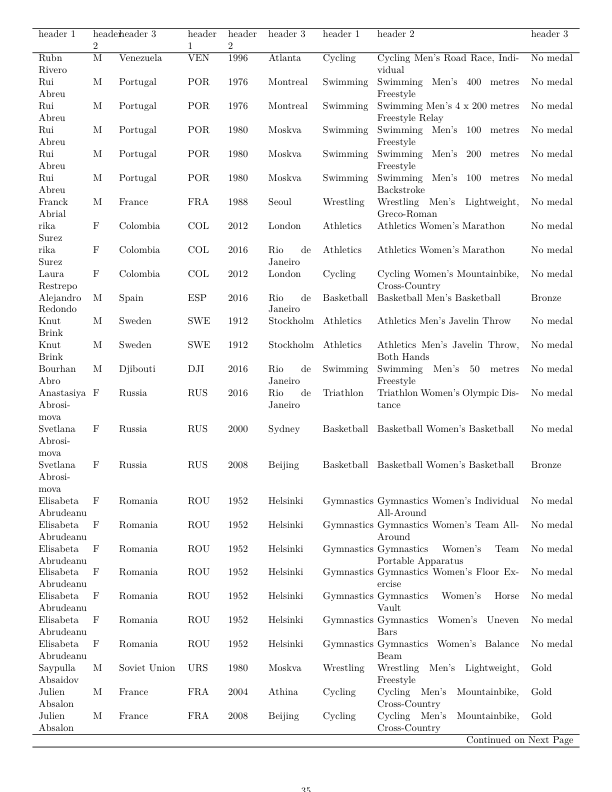 header 1 header header 3 header header header 3 header 1 header 2 header 3
2 1 2
Rubn M Venezuela VEN 1996 Atlanta Cycling Cycling Men's Road Race, Indi- No medal
Rivero vidual
Rui M Portugal POR 1976 Montreal Swimming Swimming Men's 400 metres No medal
Abreu Freestyle
Rui M Portugal POR 1976 Montreal Swimming Swimming Men's 4 x 200 metres No medal
Abreu Freestyle Relay
Rui M Portugal POR 1980 Moskva Swimming Swimming Men's 100 metres No medal
Abreu Freestyle
Rui M Portugal POR 1980 Moskva Swimming Swimming Men's 200 metres No medal
Abreu Freestyle
Rui M Portugal POR 1980 Moskva Swimming Swimming Men's 100 metres No medal
Abreu Backstroke
Franck M France FRA 1988 Seoul Wrestling Wrestling Men's Lightweight, No medal
Abrial Greco-Roman
rika F Colombia COL 2012 London Athletics Athletics Women's Marathon No medal
Surez
rika F Colombia COL 2016 Rio de Athletics Athletics Women's Marathon No medal
Surez Janeiro
Laura F Colombia COL 2012 London Cycling Cycling Women's Mountainbike, No medal
Restrepo Cross-Country
Alejandro M Spain ESP 2016 Rio de Basketball Basketball Men's Basketball Bronze
Redondo Janeiro
Knut M Sweden SWE 1912 Stockholm Athletics Athletics Men's Javelin Throw No medal
Brink
Knut M Sweden SWE 1912 Stockholm Athletics Athletics Men's Javelin Throw, No medal
Brink Both Hands
Bourhan M Djibouti DJI 2016 Rio de Swimming Swimming Men's 50 metres No medal
Abro Janeiro Freestyle
Anastasiya F Russia RUS 2016 Rio de Triathlon Triathlon Women's Olympic Dis- No medal
Abrosi- Janeiro tance
mova
Svetlana F Russia RUS 2000 Sydney Basketball Basketball Women's Basketball No medal
Abrosi-
mova
Svetlana F Russia RUS 2008 Beijing Basketball Basketball Women's Basketball Bronze
Abrosi-
mova
Elisabeta F Romania ROU 1952 Helsinki Gymnastics Gymnastics Women's Individual No medal
Abrudeanu All-Around
Elisabeta F Romania ROU 1952 Helsinki Gymnastics Gymnastics Women's Team All- No medal
Abrudeanu Around
Elisabeta F Romania ROU 1952 Helsinki Gymnastics Gymnastics Women's Team No medal
Abrudeanu Portable Apparatus
Elisabeta F Romania ROU 1952 Helsinki Gymnastics Gymnastics Women's Floor Ex- No medal
Abrudeanu ercise
Elisabeta F Romania ROU 1952 Helsinki Gymnastics Gymnastics Women's Horse No medal
Abrudeanu Vault
Elisabeta F Romania ROU 1952 Helsinki Gymnastics Gymnastics Women's Uneven No medal
Abrudeanu Bars
Elisabeta F Romania ROU 1952 Helsinki Gymnastics Gymnastics Women's Balance No medal
Abrudeanu Beam
Saypulla M Soviet Union URS 1980 Moskva Wrestling Wrestling Men's Lightweight, Gold
Absaidov Freestyle
Julien M France FRA 2004 Athina Cycling Cycling Men's Mountainbike, Gold
Absalon Cross-Country
Julien M France FRA 2008 Beijing Cycling Cycling Men's Mountainbike, Gold
Absalon Cross-Country
Continued on Next Page
35